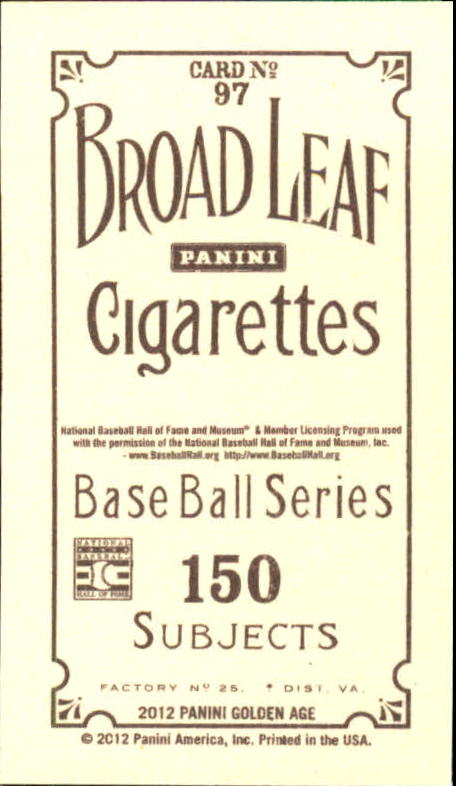 CARD Nº
97
BROAD LEAF
PANINI
Cigarettes
National Baseball Hall of Fame and Museum® & Member Licensing Program used
with the permission of the National Baseball Hall of Fame and Museum, Inc.
- www.BaseballHall.org http://www.BaseballHall.org
Base Ball Series
NATIONAL
BASEBALL
HALL OF FAME
150
SUBJECTS
FACTORY Nº 25. DIST. VA.
2012 PANINI GOLDEN AGE
© 2012 Panini America, Inc. Printed in the USA.